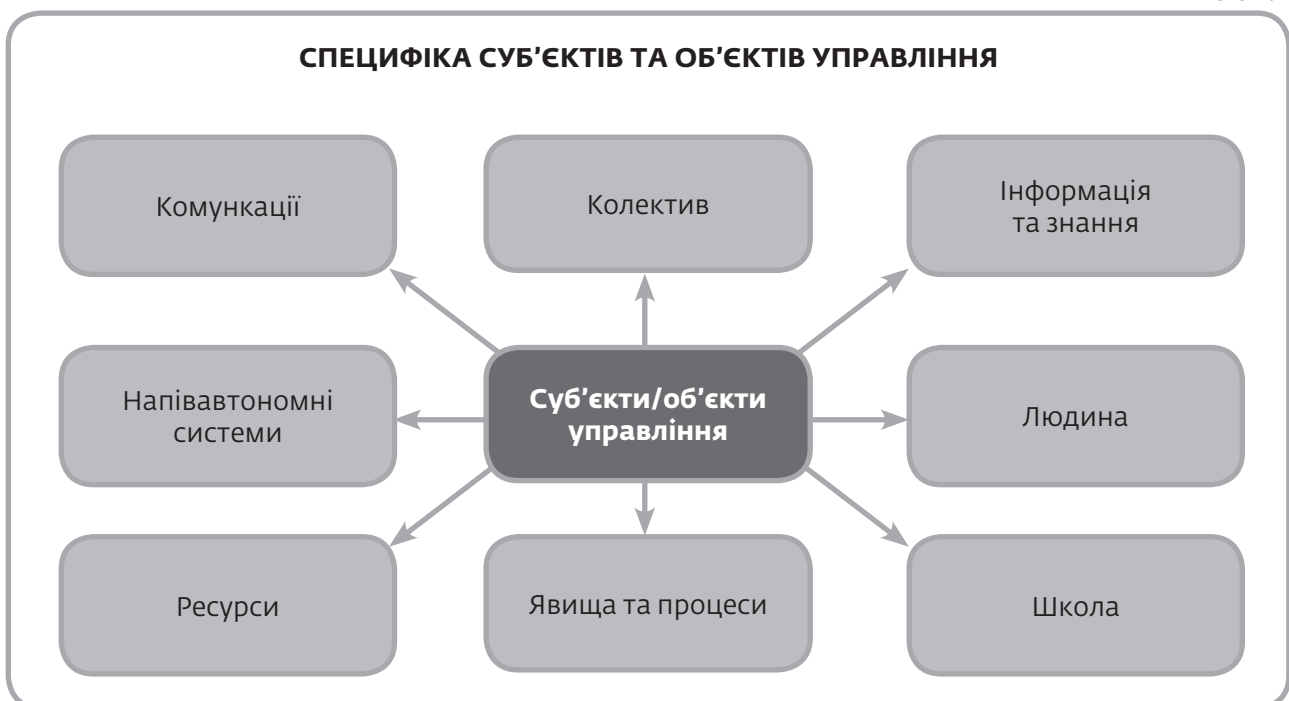 СПЕЦИФІКА СУБ’ЄКТІВ ТА ОБ’ЄКТІВ УПРАВЛІННЯ
Комункації
Колектив
Інформація
та знання
Напівавтономні
системи
Суб’єкти/об’єкти
управління
Людина
Ресурси
Явища та процеси
Школа